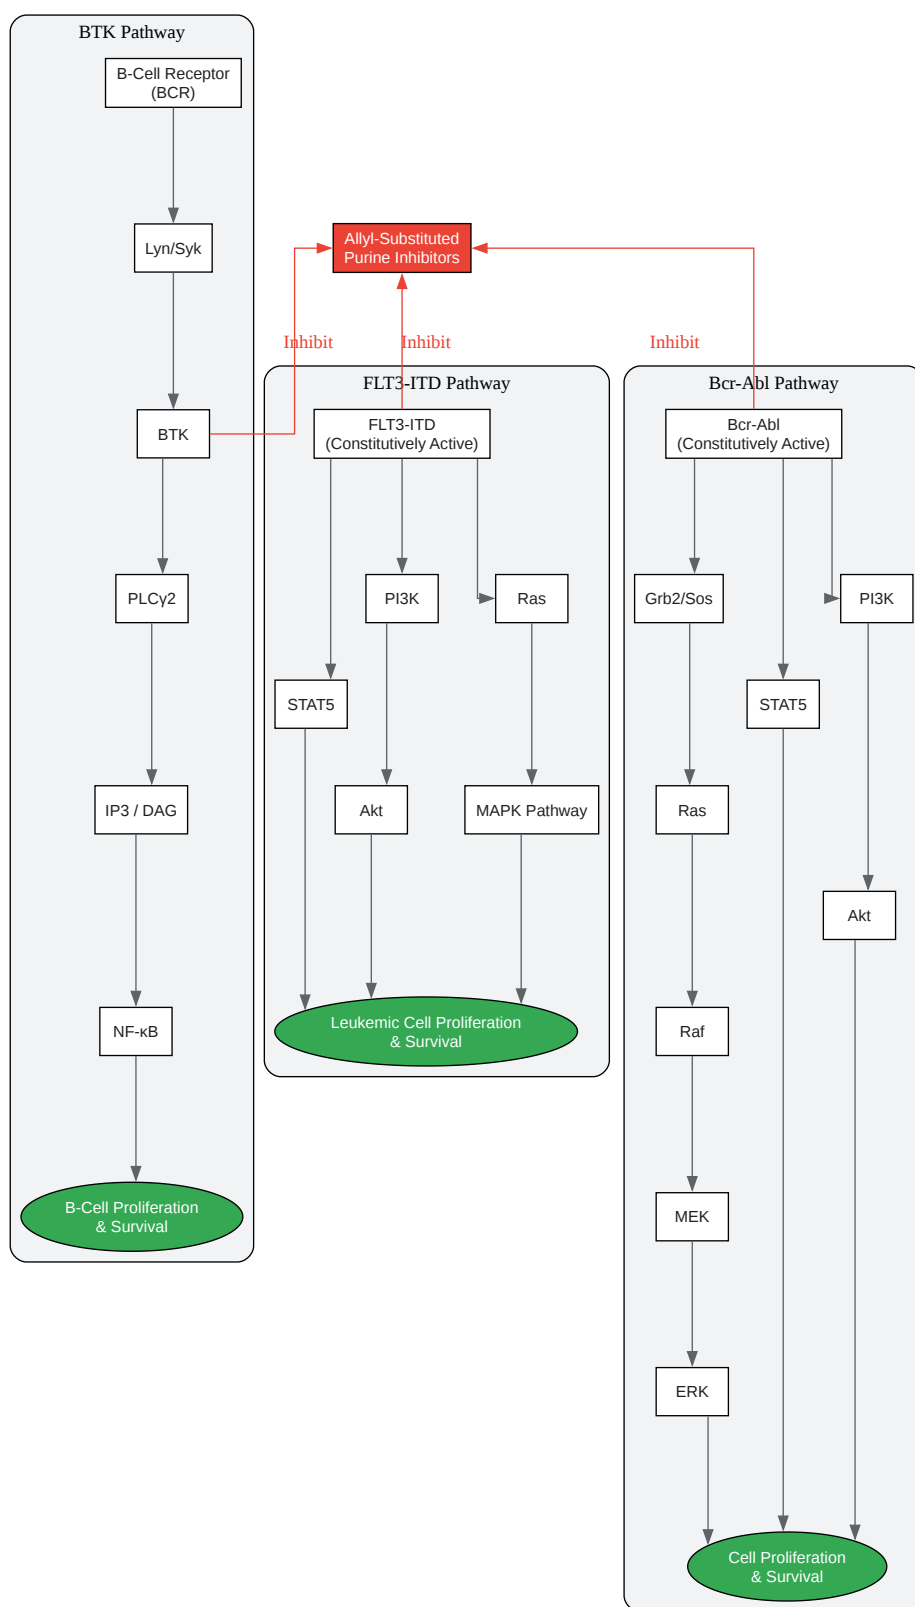 BTK Pathway
B-Cell Receptor
(BCR)
Lyn/Syk
BTK
PLCγ2
IP3 / DAG
NF-κB
B-Cell Proliferation
& Survival
Allyl-Substituted
Purine Inhibitors
Inhibit
Inhibit
Inhibit
FLT3-ITD Pathway
FLT3-ITD
(Constitutively Active)
PI3K
Ras
STAT5
Akt
MAPK Pathway
Leukemic Cell Proliferation
& Survival
Bcr-Abl Pathway
Bcr-Abl
(Constitutively Active)
Grb2/Sos
PI3K
STAT5
Ras
Akt
Raf
MEK
ERK
Cell Proliferation
& Survival